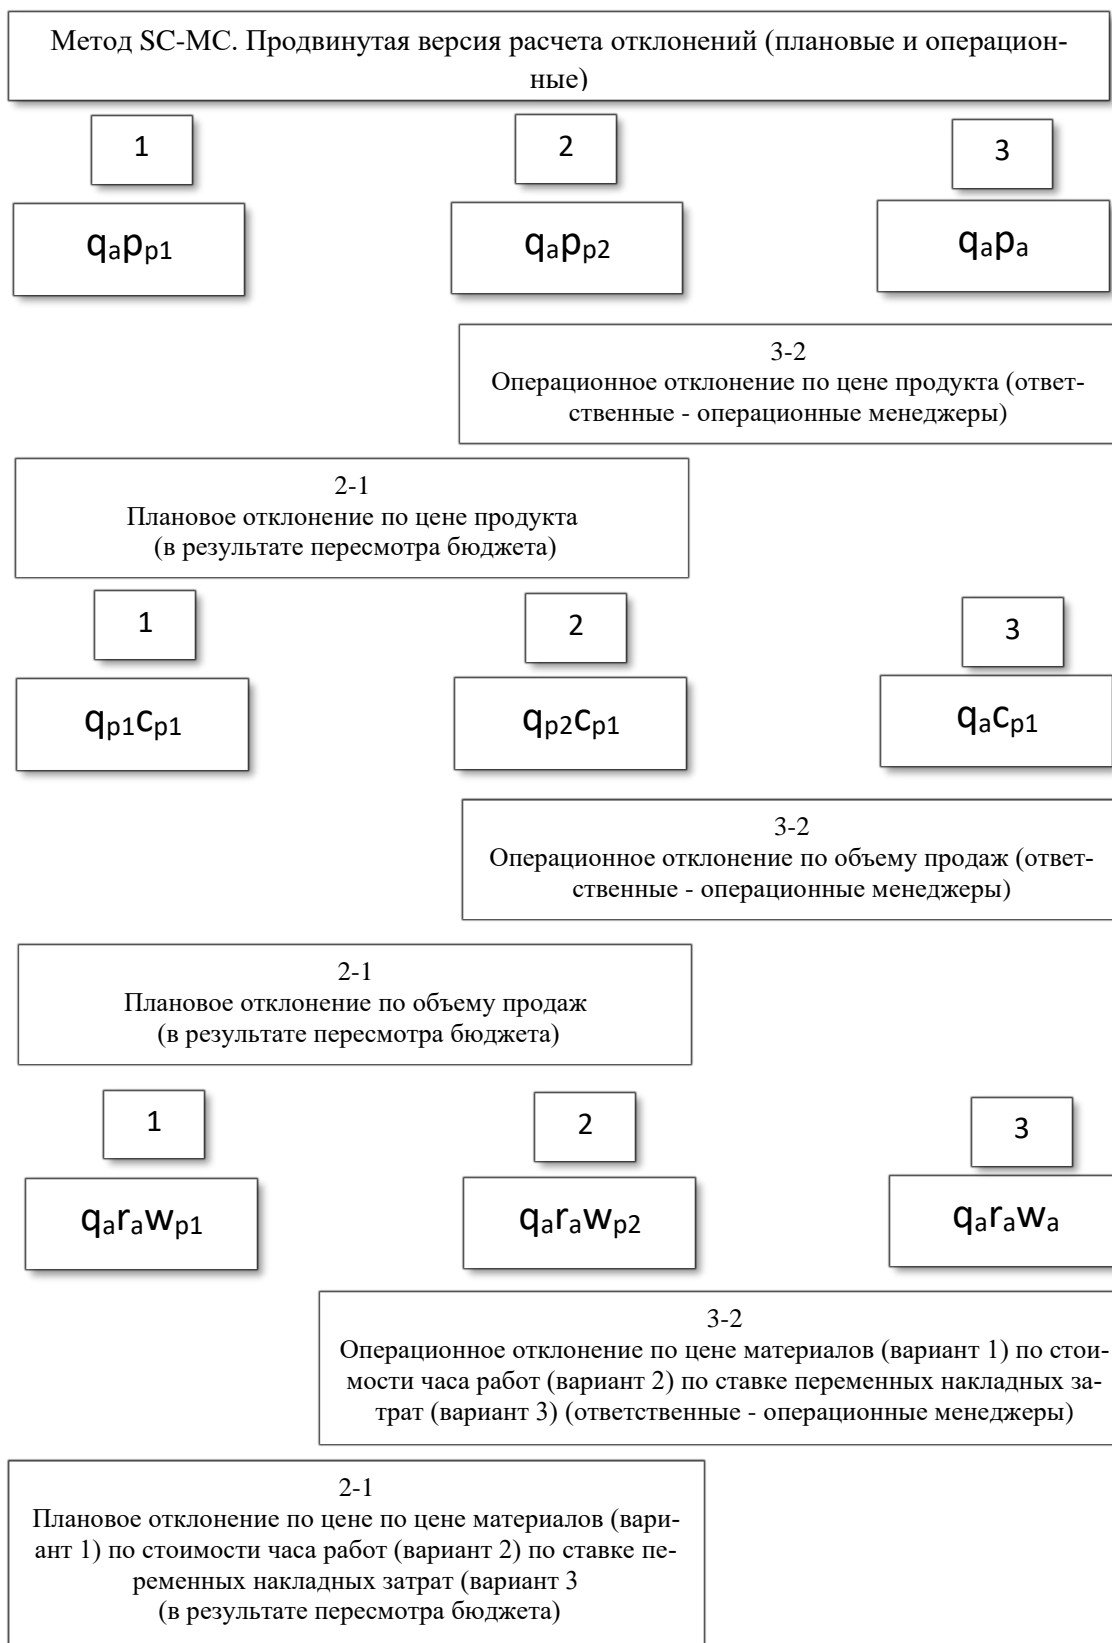 Метод SC-MC. Продвинутая версия расчета отклонений (плановые и операцион-
ные)
1 2 3
qapp1 qapp2 qapa
3-2
Операционное отклонение по цене продукта (ответ-
ственные - операционные менеджеры)
2-1
Плановое отклонение по цене продукта
(в результате пересмотра бюджета)
1 2 3
qp1cp1 qp2cp1 qacp1
3-2
Операционное отклонение по объему продаж (ответ-
ственные - операционные менеджеры)
2-1
Плановое отклонение по объему продаж
(в результате пересмотра бюджета)
1 2 3
qarawp1 qarawp2 qarawa
3-2
Операционное отклонение по цене материалов (вариант 1) по стои-
мости часа работ (вариант 2) по ставке переменных накладных за-
трат (вариант 3) (ответственные - операционные менеджеры)
2-1
Плановое отклонение по цене по цене материалов (вари-
ант 1) по стоимости часа работ (вариант 2) по ставке пе-
ременных накладных затрат (вариант 3
(в результате пересмотра бюджета)